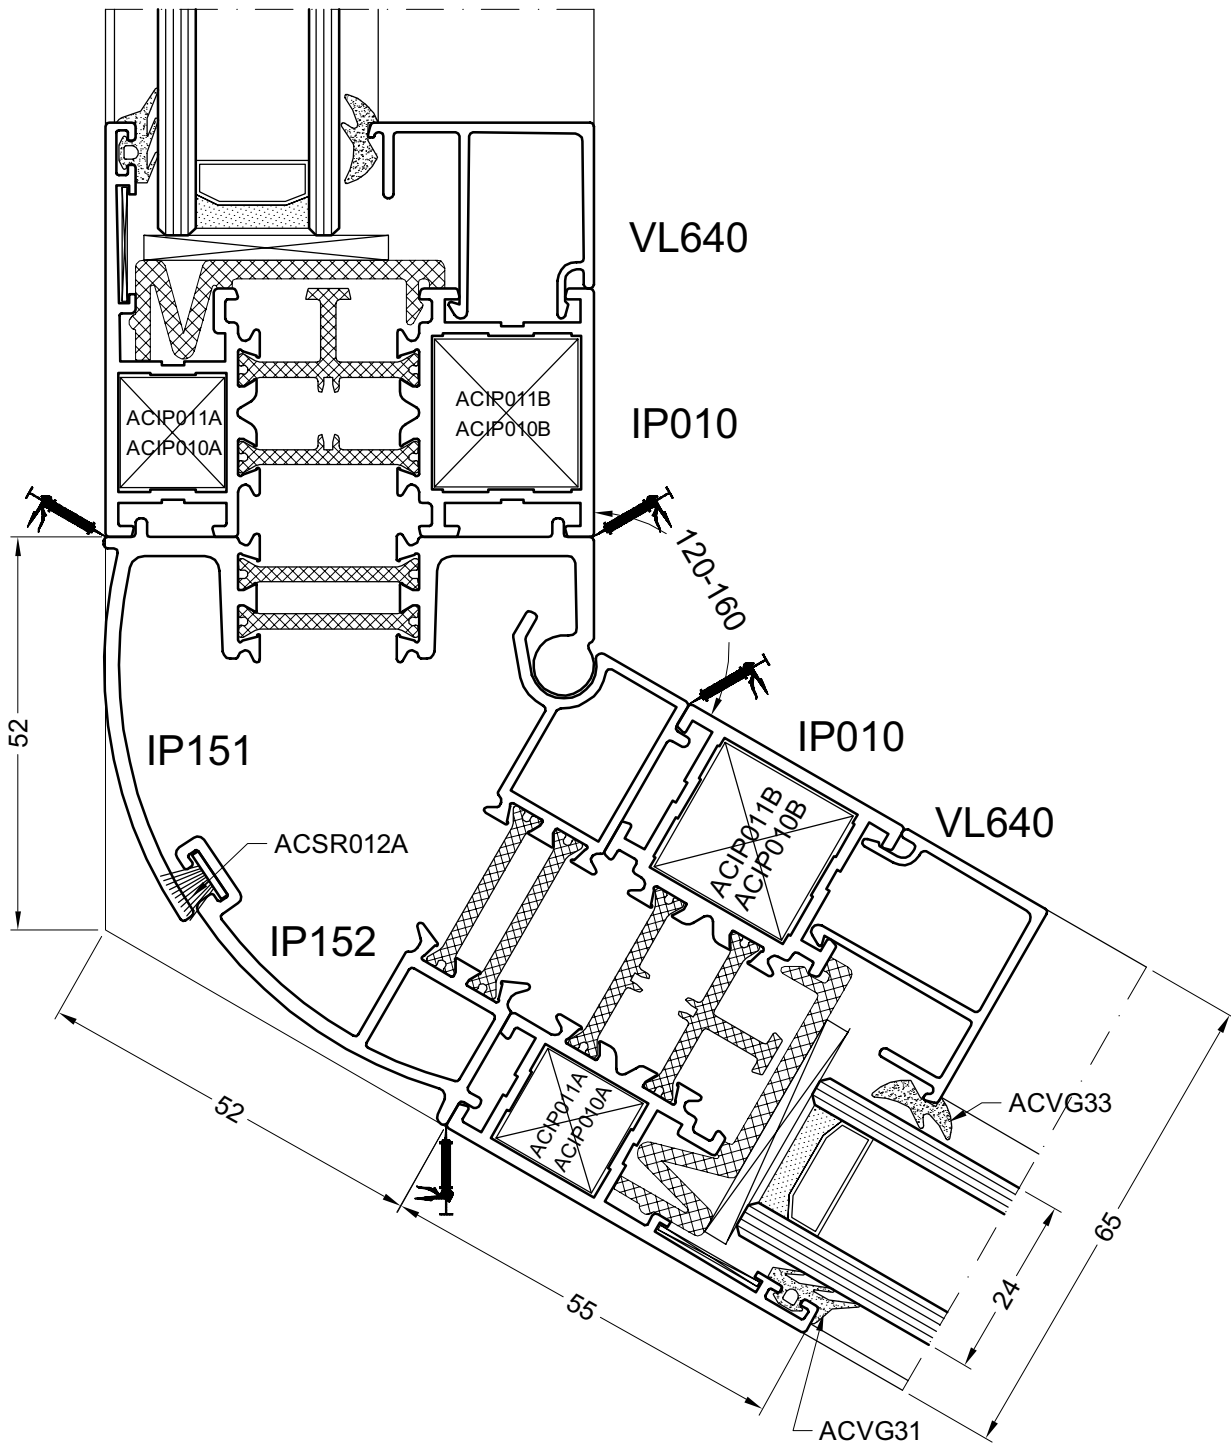 VL640
ACIP011A
ACIP010A
ACIP011B
ACIP010B
IP010
120-160
52
IP151
IP010
VL640
ACIP011B
ACIP010B
ACSR012A
IP152
ACIP011A
ACIP010A
52
ACVG33
65
24
55
ACVG31